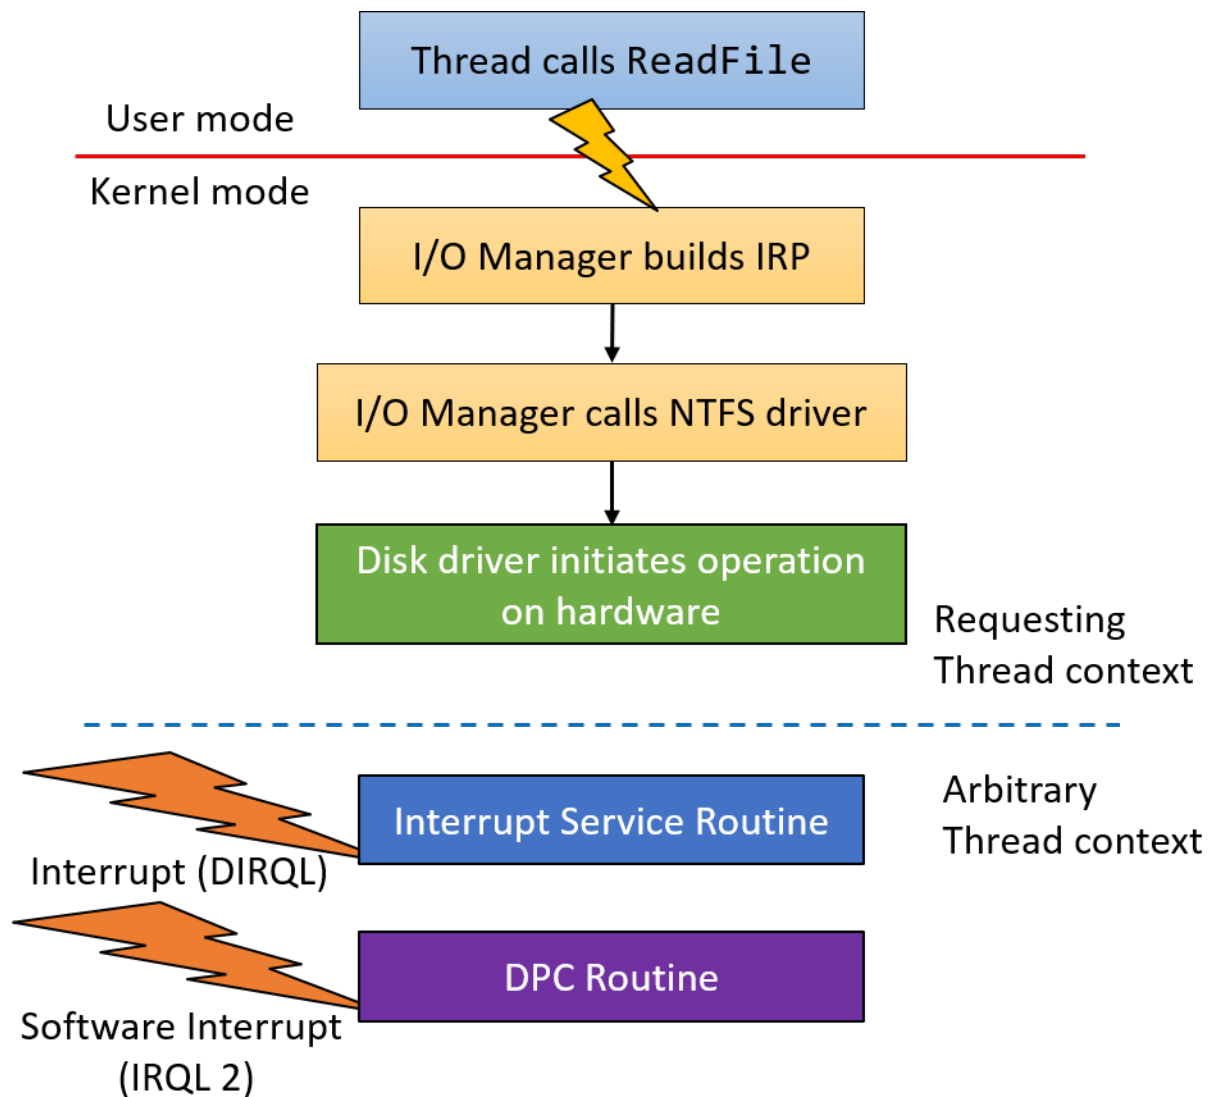 Thread calls ReadFile
User mode
Kernel mode
I/O Manager builds IRP
I/O Manager calls NTFS driver
Disk driver initiates operation
on hardware
Requesting
Thread context
Arbitrary
Thread context
Interrupt Service Routine
Interrupt (DIRQL)
DPC Routine
Software Interrupt
(IRQL 2)